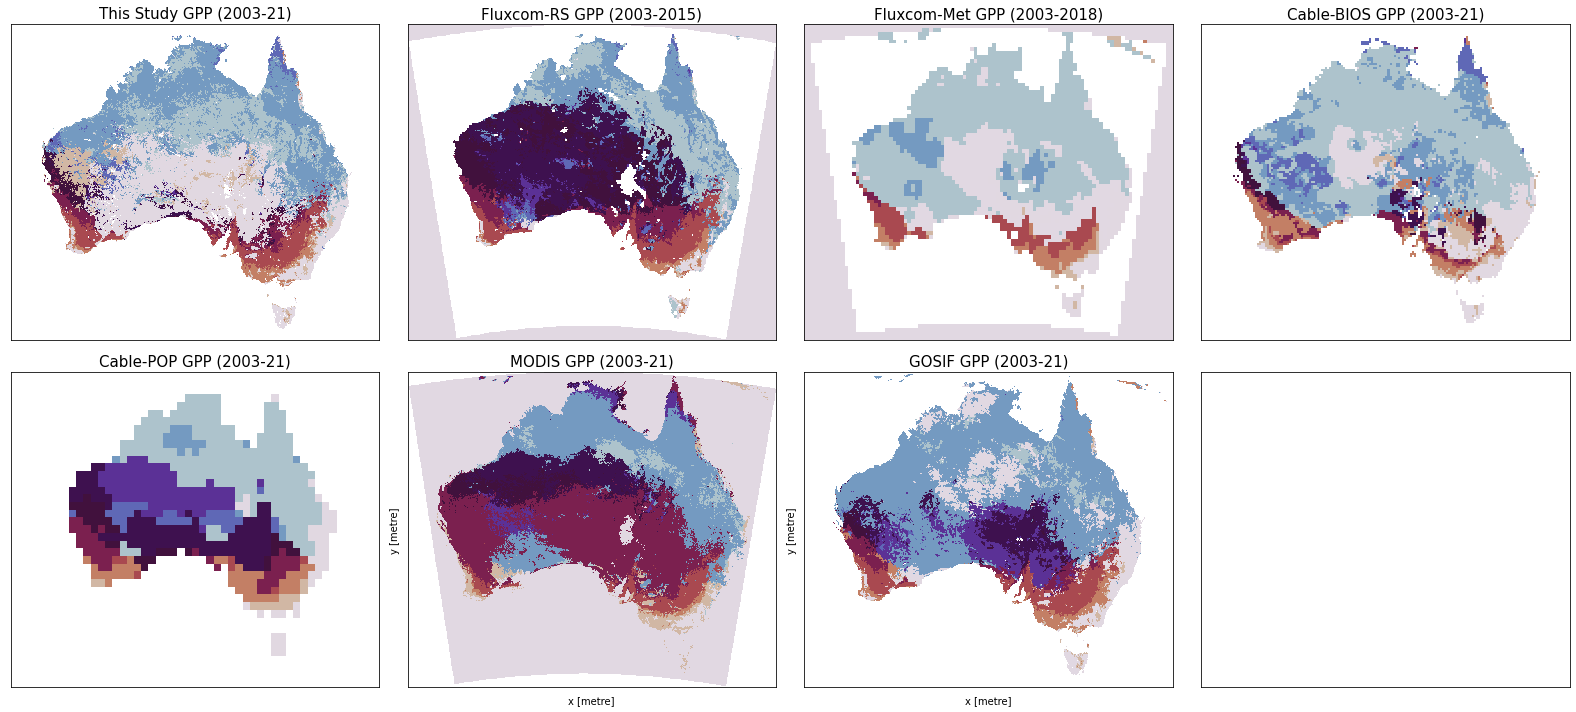 This Study GPP (2003-21)
Fluxcom-RS GPP (2003-2015)
Fluxcom-Met GPP (2003-2018)
Cable-BIOS GPP (2003-21)
Cable-POP GPP (2003-21)
MODIS GPP (2003-21)
GOSIF GPP (2003-21)
y [metre]
y [metre]
x [metre]
x [metre]